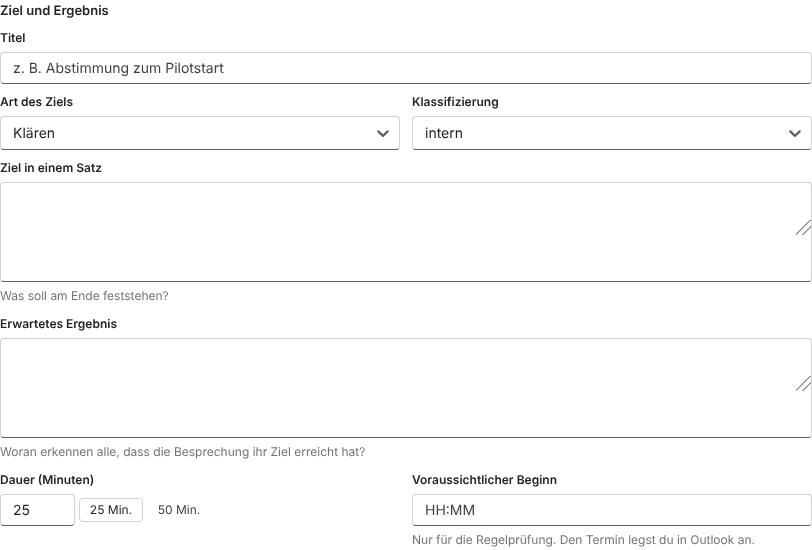 Ziel und Ergebnis
Titel
z. B. Abstimmung zum Pilotstart
Art des Ziels
Klassifizierung
Klären
intern
Ziel in einem Satz
Was soll am Ende feststehen?
Erwartetes Ergebnis
Woran erkennen alle, dass die Besprechung ihr Ziel erreicht hat?
Dauer (Minuten)
Voraussichtlicher Beginn
25
25 Min.
50 Min.
HH:MM
Nur für die Regelprüfung. Den Termin legst du in Outlook an.